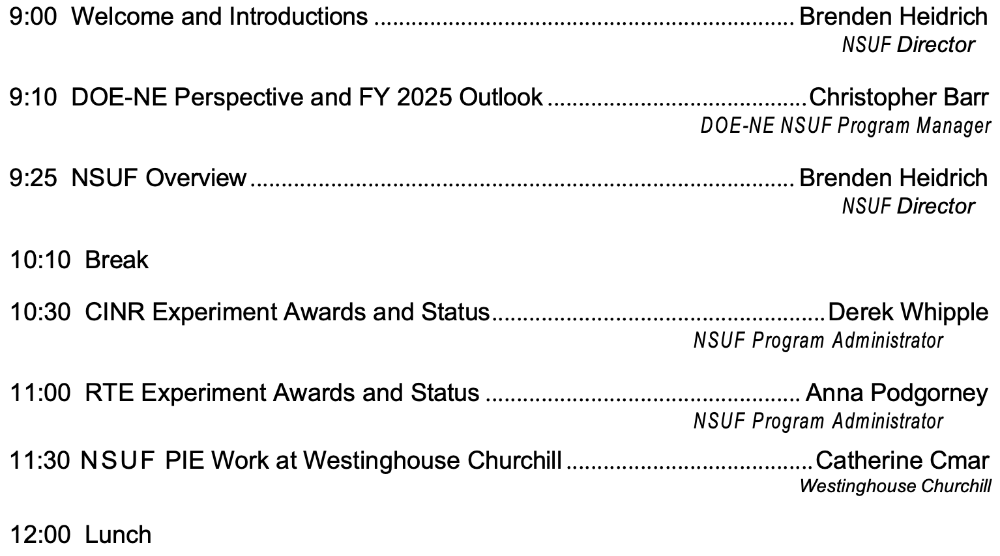 9:00 Welcome and Introductions ................................................................... Brenden Heidrich
NSUF Director
9:10 DOE-NE Perspective and FY 2025 Outlook .......................................... Christopher Barr
DOE-NE NSUF Program Manager
9:25 NSUF Overview ....................................................................................... Brenden Heidrich
NSUF Director
10:10 Break
10:30 CINR Experiment Awards and Status ...................................................... Derek Whipple
NSUF Program Administrator
11:00 RTE Experiment Awards and Status ................................................... Anna Podgorney
NSUF Program Administrator
11:30 NSUF PIE Work at Westinghouse Churchill ........................................ Catherine Cmar
Westinghouse Churchill
12:00 Lunch